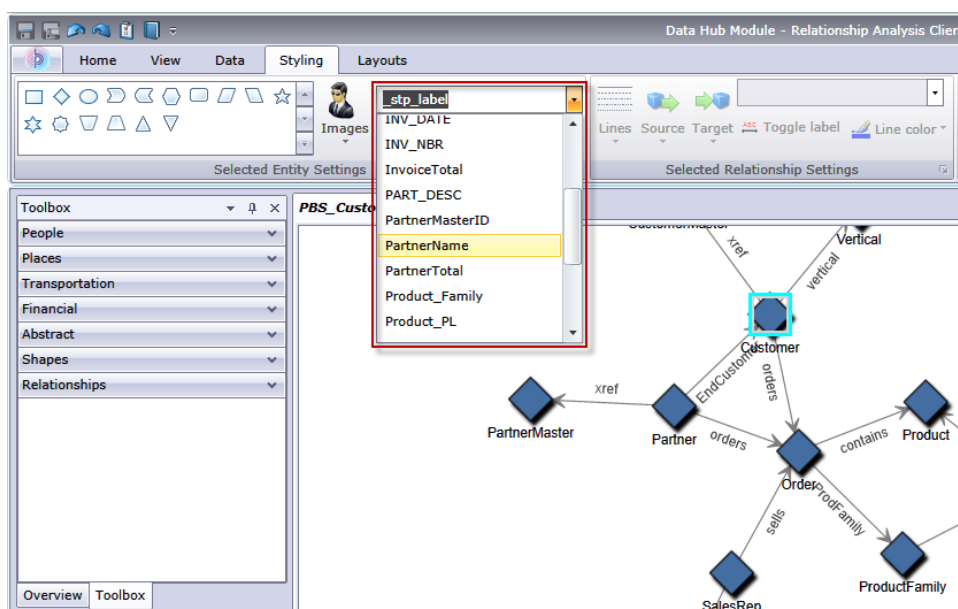 Data Hub Module - Relationship Analysis Clien
Home View Data Styling Layouts
_stp_label
Images
Lines Source Target ABC Toggle label Line color
Selected Entity Settings
Selected Relationship Settings
INV_DATE
INV_NBR
InvoiceTotal
PART_DESC
PartnerMasterID
PartnerName
PartnerTotal
Product_Family
Product_PL
Toolbox
People
Places
Transportation
Financial
Abstract
Shapes
Relationships
Overview Toolbox
PBS_Custo
CustomerMaster
xref
Vertical
vertical
Customer
EndCustome
orders
xref
PartnerMaster
Partner
orders
contains
Product
Order
ProdFamily
sells
ProductFamily
SalesRep